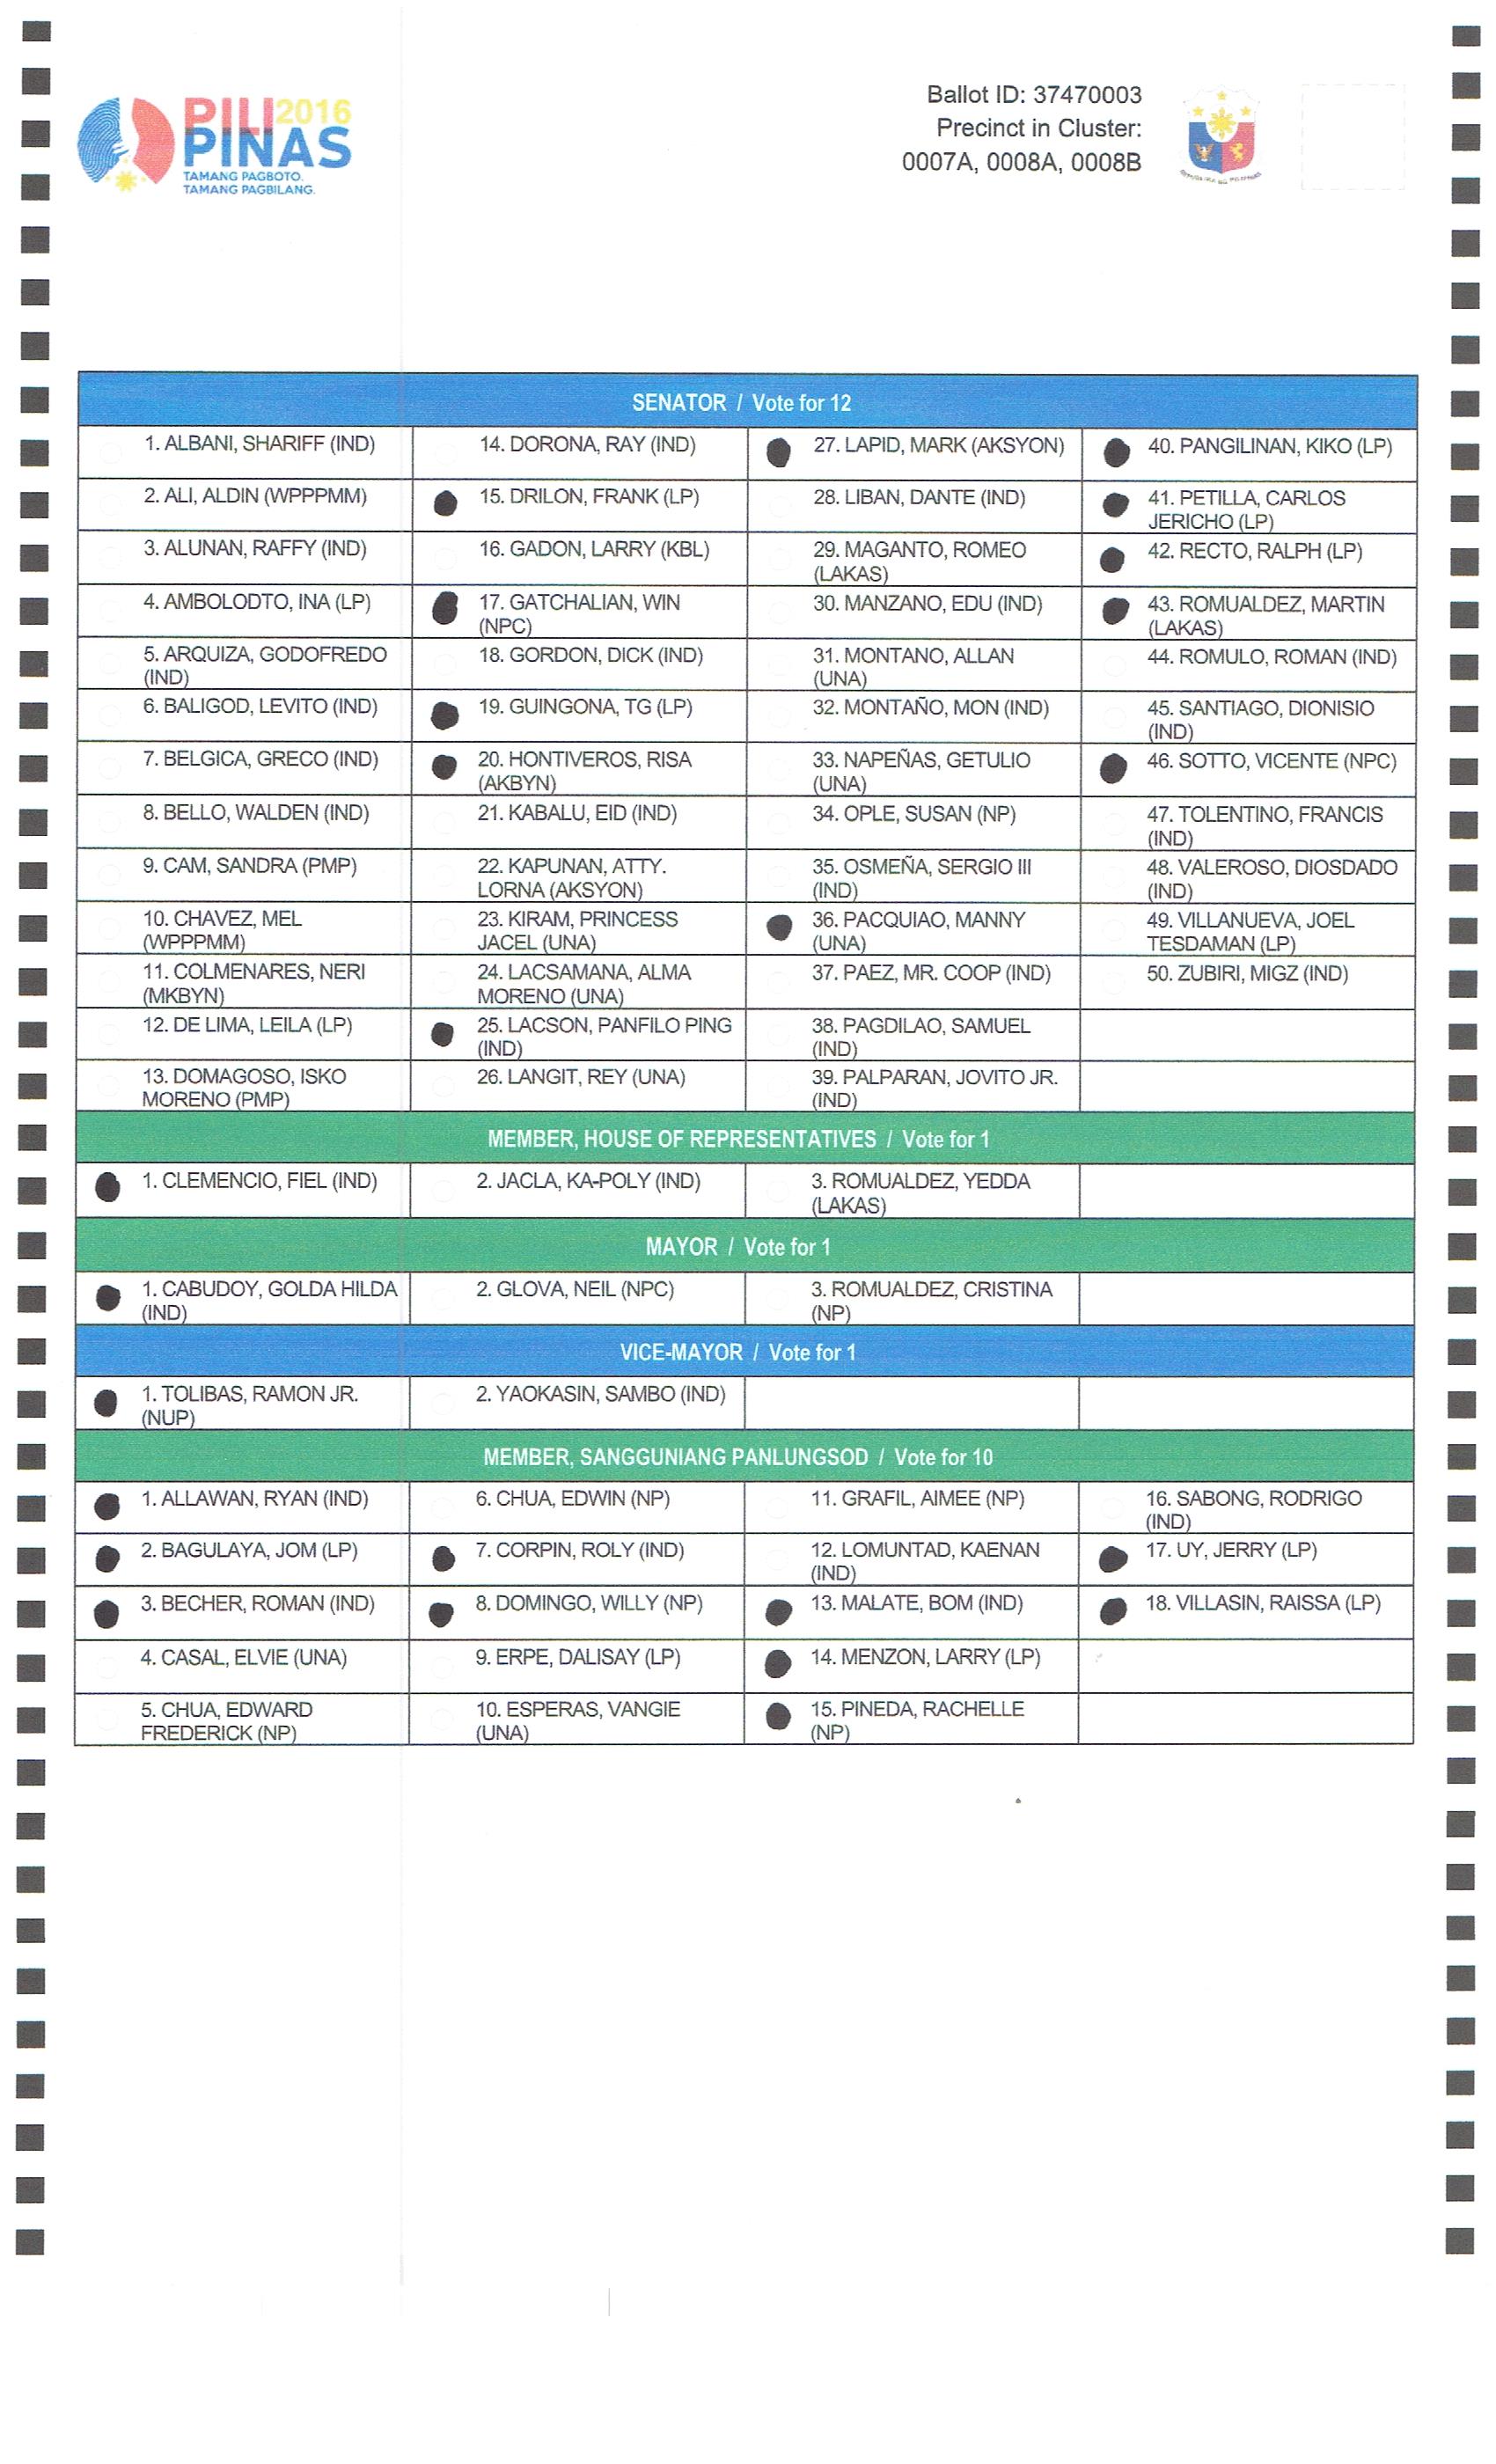 PILI 2016
PINAS
TAMANG PAGBOTO.
TAMANG PAGBILANG.
Ballot ID: 37470003
Precinct in Cluster:
0007A, 0008A, 0008B
SENATOR / Vote for 12
1. ALBANI, SHARIFF (IND)
2. ALI, ALDIN (WPPPMM)
3. ALUNAN, RAFFY (IND)
4. AMBOLODTO, INA (LP)
5. ARQUIZA, GODOFREDO
(IND)
6. BALIGOD, LEVITO (IND)
7. BELGICA, GRECO (IND)
8. BELLO, WALDEN (IND)
9. CAM, SANDRA (PMP)
10. CHAVEZ, MEL
(WPPPMM)
11. COLMENARES, NERI
(MKBYN)
12. DE LIMA, LEILA (LP)
13. DOMAGOSO, ISKO
MORENO (PMP)
14. DORONA, RAY (IND)
15. DRILON, FRANK (LP)
16. GADON, LARRY (KBL)
17. GATCHALIAN, WIN
(NPC)
18. GORDON, DICK (IND)
19. GUINGONA, TG (LP)
20. HONTIVEROS, RISA
(AKBYN)
21. KABALU, EID (IND)
22. KAPUNAN, ATTY.
LORNA (AKSYON)
23. KIRAM, PRINCESS
JACEL (UNA)
24. LACSAMANA, ALMA
MORENO (UNA)
25. LACSON, PANFILO PING
(IND)
26. LANGIT, REY (UNA)
27. LAPID, MARK (AKSYON)
28. LIBAN, DANTE (IND)
29. MAGANTO, ROMEO
(LAKAS)
30. MANZANO, EDU (IND)
31. MONTANO, ALLAN
(UNA)
32. MONTAÑO, MON (IND)
33. NAPEÑAS, GETULIO
(UNA)
34. OPLE, SUSAN (NP)
35. OSMEÑA, SERGIO III
(IND)
36. PACQUIAO, MANNY
(UNA)
37. PAEZ, MR. COOP (IND)
38. PAGDILAO, SAMUEL
(IND)
39. PALPARAN, JOVITO JR.
(IND)
40. PANGILINAN, KIKO (LP)
41. PETILLA, CARLOS
JERICHO (LP)
42. RECTO, RALPH (LP)
43. ROMUALDEZ, MARTIN
(LAKAS)
44. ROMULO, ROMAN (IND)
45. SANTIAGO, DIONISIO
(IND)
46. SOTTO, VICENTE (NPC)
47. TOLENTINO, FRANCIS
(IND)
48. VALEROSO, DIOSDADO
(IND)
49. VILLANUEVA, JOEL
TESDAMAN (LP)
50. ZUBIRI, MIGZ (IND)
MEMBER, HOUSE OF REPRESENTATIVES / Vote for 1
1. CLEMENCIO, FIEL (IND)
2. JACLA, KA-POLY (IND)
3. ROMUALDEZ, YEDDA
(LAKAS)
MAYOR / Vote for 1
1. CABUDOY, GOLDA HILDA
(IND)
2. GLOVA, NEIL (NPC)
3. ROMUALDEZ, CRISTINA
(NP)
VICE-MAYOR / Vote for 1
1. TOLIBAS, RAMON JR.
(NUP)
2. YAOKASIN, SAMBO (IND)
MEMBER, SANGGUNIANG PANLUNGSOD / Vote for 10
1. ALLAWAN, RYAN (IND)
2. BAGULAYA, JOM (LP)
3. BECHER, ROMAN (IND)
4. CASAL, ELVIE (UNA)
5. CHUA, EDWARD
FREDERICK (NP)
6. CHUA, EDWIN (NP)
7. CORPIN, ROLY (IND)
8. DOMINGO, WILLY (NP)
9. ERPE, DALISAY (LP)
10. ESPERAS, VANGIE
(UNA)
11. GRAFIL, AIMEE (NP)
12. LOMUNTAD, KAENAN
(IND)
13. MALATE, BOM (IND)
14. MENZON, LARRY (LP)
15. PINEDA, RACHELLE
(NP)
16. SABONG, RODRIGO
(IND)
17. UY, JERRY (LP)
18. VILLASIN, RAISSA (LP)